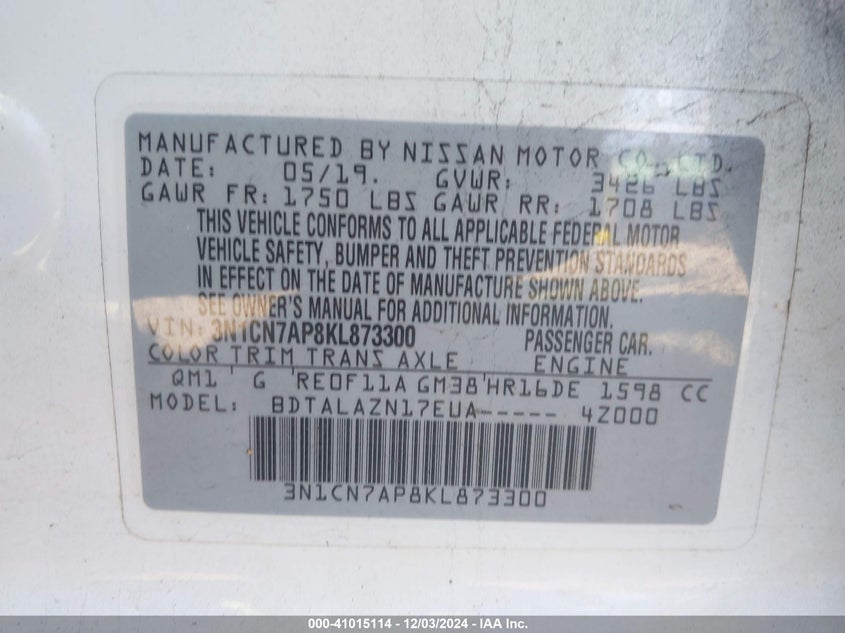 MANUFACTURED BY NISSAN MOTOR CO., LTD.
DATE: 05/19. GVWR: 3426 LBS
GAWR FR: 1750 LBS GAWR RR: 1708 LBS
THIS VEHICLE CONFORMS TO ALL APPLICABLE FEDERAL MOTOR
VEHICLE SAFETY, BUMPER AND THEFT PREVENTION STANDARDS
IN EFFECT ON THE DATE OF MANUFACTURE SHOWN ABOVE.
SEE OWNER'S MANUAL FOR ADDITIONAL INFORMATION.
VIN: 3N1CN7AP8KL873300 PASSENGER CAR.
COLOR TRIM TRANS AXLE ENGINE
QM1 G RE0F11A GM38 HR16DE 1598 CC
MODEL: BDTALAZN17EUA----- 4Z000
3N1CN7AP8KL873300
000-41015114 - 12/03/2024 - IAA Inc.